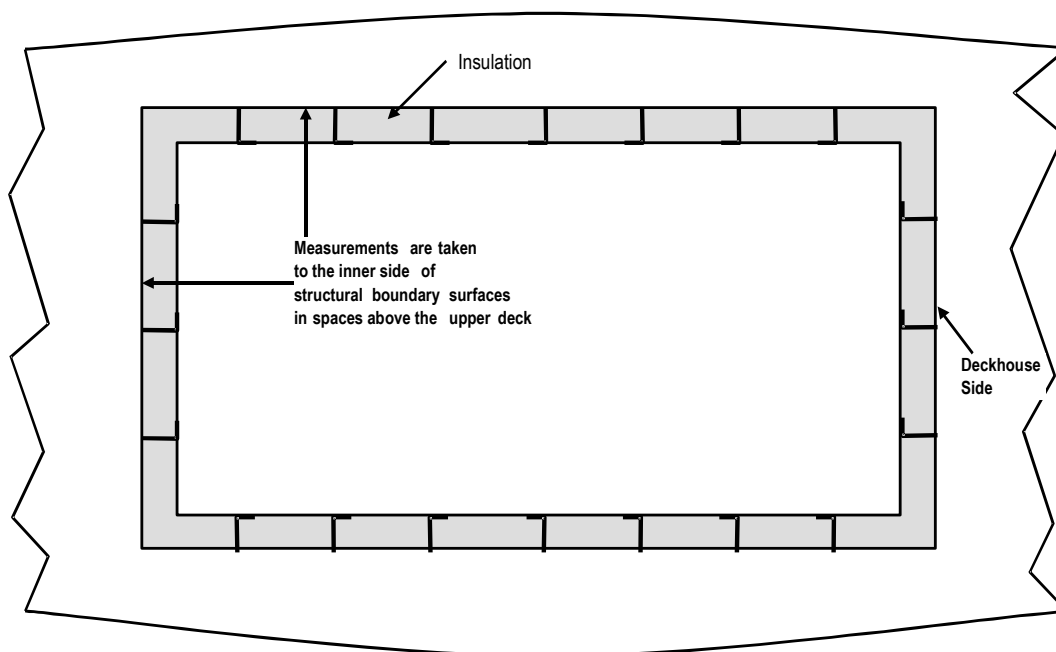 Insulation
Measurements are taken
to the inner side of
structural boundary surfaces
in spaces above the upper deck
Deckhouse
Side